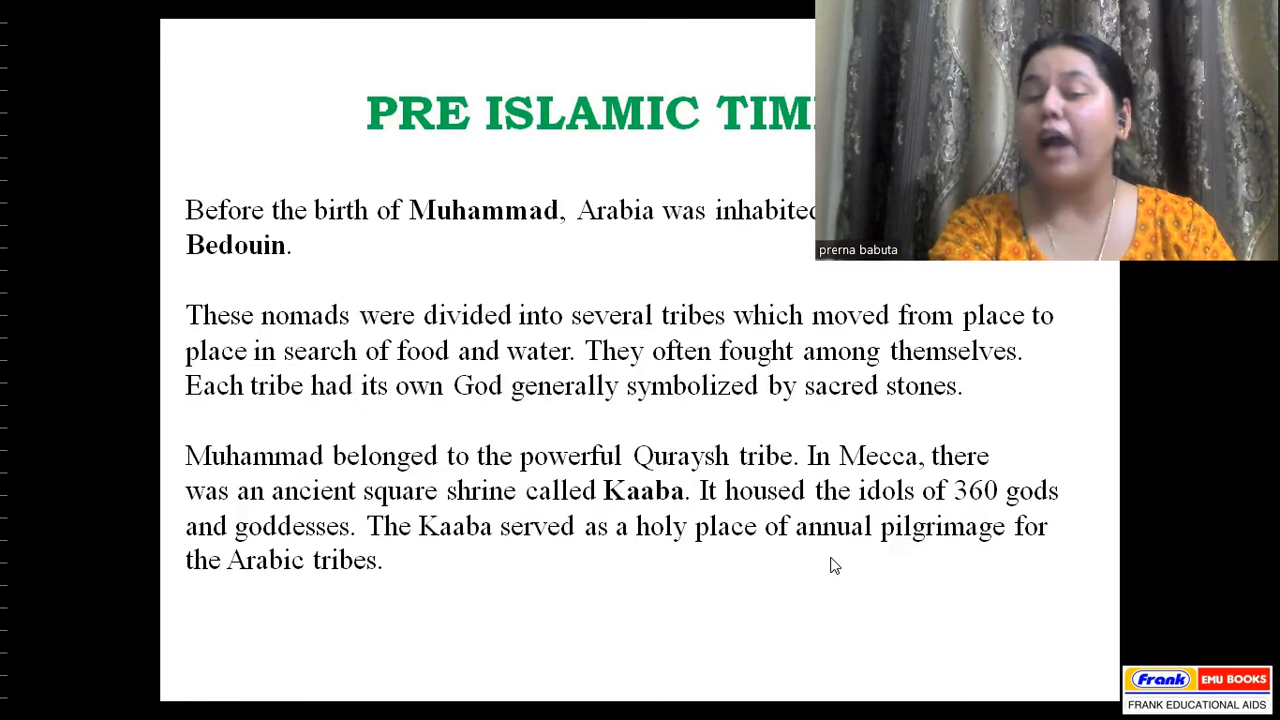 PRE ISLAMIC
Before the birth of Muhammad, Arabia was inhabited
Bedouin.
These nomads were divided into several tribes which moved from place to
place in search of food and water. They often fought among themselves.
Each tribe had its own God generally symbolized by sacred stones.
Muhammad belonged to the powerful Quraysh tribe. In Mecca, there
was an ancient square shrine called Kaaba. It housed the idols of 360 gods
and goddesses. The Kaaba served as a holy place of annual pilgrimage for
the Arabic tribes.
prerna babuta
Frank EMU BOOKS
FRANK EDUCATIONAL AIDS